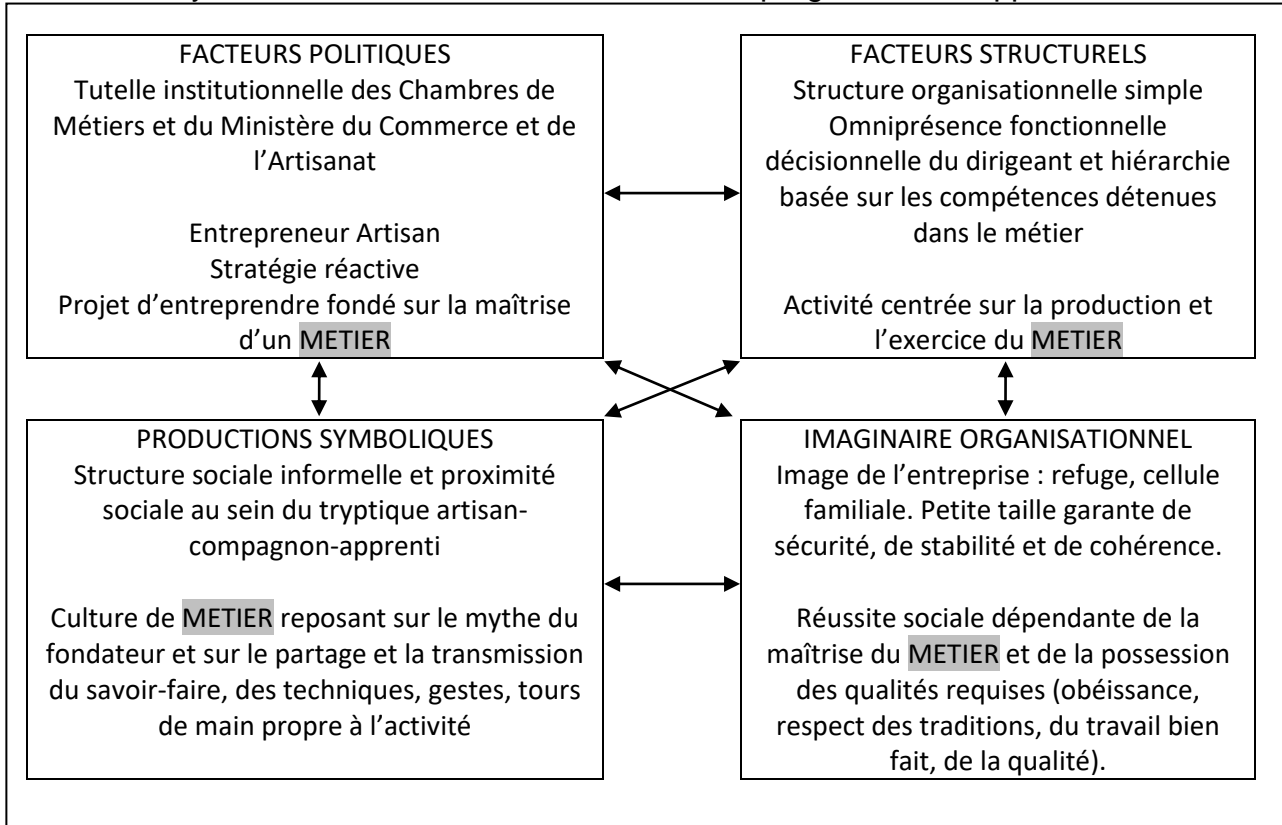 FACTEURS POLITIQUES
Tutelle institutionnelle des Chambres de
Métiers et du Ministère du Commerce et de
l’Artisanat
Entrepreneur Artisan
Stratégie réactive
Projet d’entreprendre fondé sur la maîtrise
d’un METIER
FACTEURS STRUCTURELS
Structure organisationnelle simple
Omniprésence fonctionnelle
décisionnelle du dirigeant et hiérarchie
basée sur les compétences détenues
dans le métier
Activité centrée sur la production et
l’exercice du METIER
PRODUCTIONS SYMBOLIQUES
Structure sociale informelle et proximité
sociale au sein du tryptique artisan-
compagnon-apprenti
Culture de METIER reposant sur le mythe du
fondateur et sur le partage et la transmission
du savoir-faire, des techniques, gestes, tours
de main propre à l’activité
IMAGINAIRE ORGANISATIONNEL
Image de l’entreprise : refuge, cellule
familiale. Petite taille garante de
sécurité, de stabilité et de cohérence.
Réussite sociale dépendante de la
maîtrise du METIER et de la possession
des qualités requises (obéissance,
respect des traditions, du travail bien
fait, de la qualité).